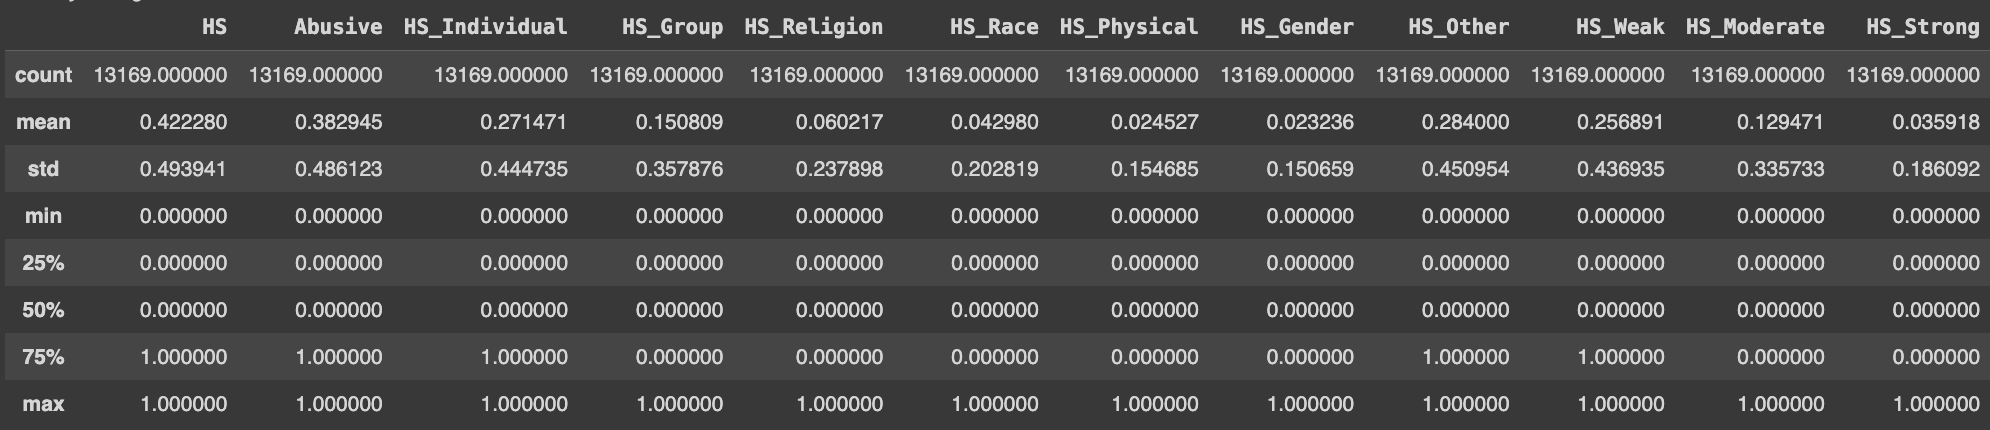 HS Abusive HS_Individual HS_Group HS_Religion HS_Race HS_Physical HS_Gender HS_Other HS_Weak HS_Moderate HS_Strong
count 13169.000000 13169.000000 13169.000000 13169.000000 13169.000000 13169.000000 13169.000000 13169.000000 13169.000000 13169.000000 13169.000000 13169.000000
mean 0.422280 0.382945 0.271471 0.150809 0.060217 0.042980 0.024527 0.023236 0.284000 0.256891 0.129471 0.035918
std 0.493941 0.486123 0.444735 0.357876 0.237898 0.202819 0.154685 0.150659 0.450954 0.436935 0.335733 0.186092
min 0.000000 0.000000 0.000000 0.000000 0.000000 0.000000 0.000000 0.000000 0.000000 0.000000 0.000000 0.000000
25% 0.000000 0.000000 0.000000 0.000000 0.000000 0.000000 0.000000 0.000000 0.000000 0.000000 0.000000 0.000000
50% 0.000000 0.000000 0.000000 0.000000 0.000000 0.000000 0.000000 0.000000 0.000000 0.000000 0.000000 0.000000
75% 1.000000 1.000000 1.000000 0.000000 0.000000 0.000000 0.000000 0.000000 1.000000 1.000000 0.000000 0.000000
max 1.000000 1.000000 1.000000 1.000000 1.000000 1.000000 1.000000 1.000000 1.000000 1.000000 1.000000 1.000000